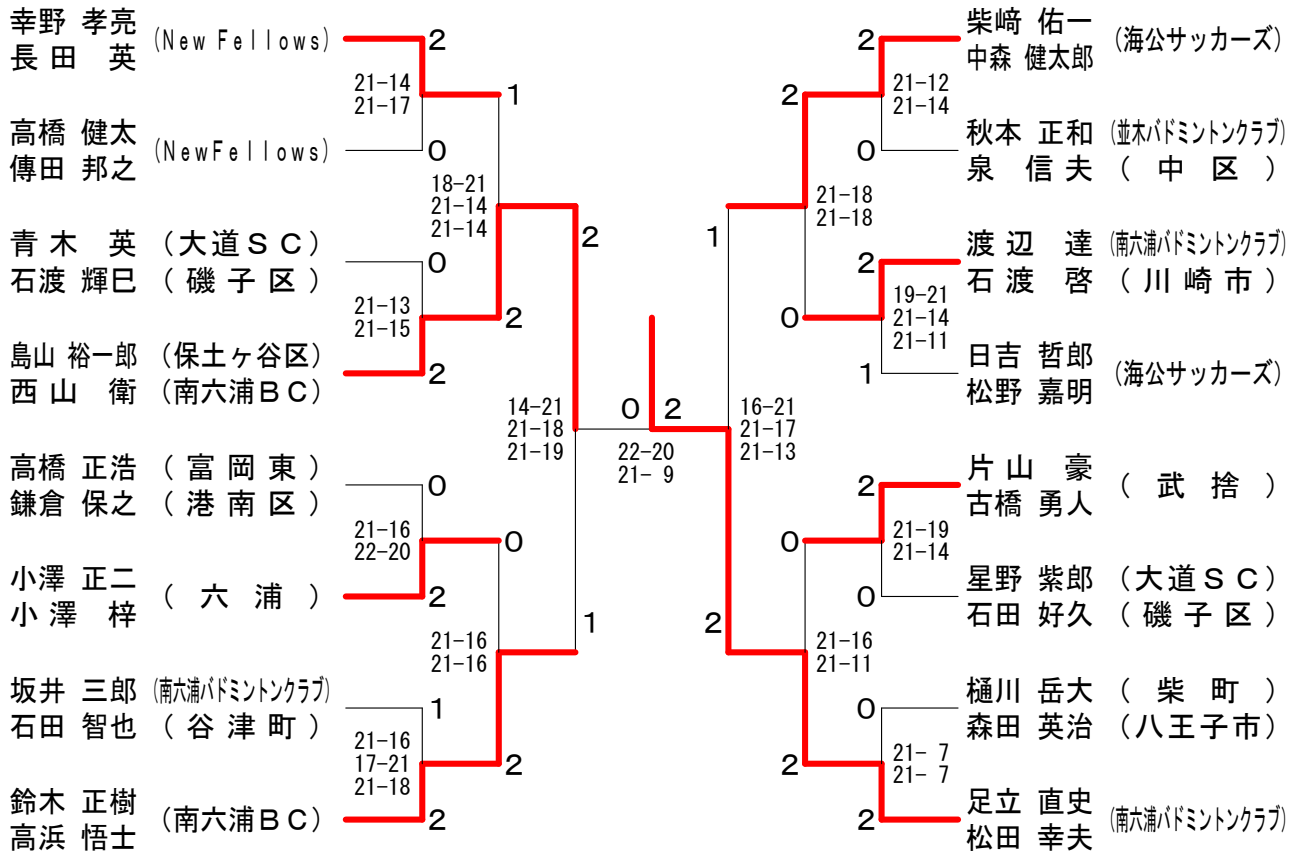 幸野 孝亮 (New Fellows) 2
長田 英
21-14
21-17
1
高橋 健太 (NewFellows) 0
傳田 邦之
18-21
21-14
21-14
2
青木 英 (大道SC) 0
石渡 輝巳 (磯子区)
21-13
21-15
2
島山 裕一郎 (保土ヶ谷区) 2
西山 衛 (南六浦BC)
14-21
21-18
21-19
高橋 正浩 (富岡東) 0
鎌倉 保之 (港南区)
21-16
22-20
0
小澤 正二 (六浦) 2
小澤 梓
21-16
21-16
1
坂井 三郎 (南六浦バドミントンクラブ) 1
石田 智也 (谷津町)
21-16
17-21
21-18
2
鈴木 正樹 (南六浦BC) 2
高浜 悟士
0 2
22-20
21- 9
2 柴﨑 佑一 (海公サッカーズ)
中森 健太郎
2
21-12
21-14
0 秋本 正和 (並木バドミントンクラブ)
泉 信夫 (中区)
1
21-18
21-18
2 渡辺 達 (南六浦バドミントンクラブ)
石渡 啓 (川崎市)
0
19-21
21-14
21-11
1 日吉 哲郎 (海公サッカーズ)
松野 嘉明
16-21
21-17
21-13
2 片山 豪 (武捨)
古橋 勇人
0
21-19
21-14
0 星野 紫郎 (大道SC)
石田 好久 (磯子区)
2
21-16
21-11
0 樋川 岳大 (柴町)
森田 英治 (八王子市)
2
21- 7
21- 7
2 足立 直史 (南六浦バドミントンクラブ)
松田 幸夫